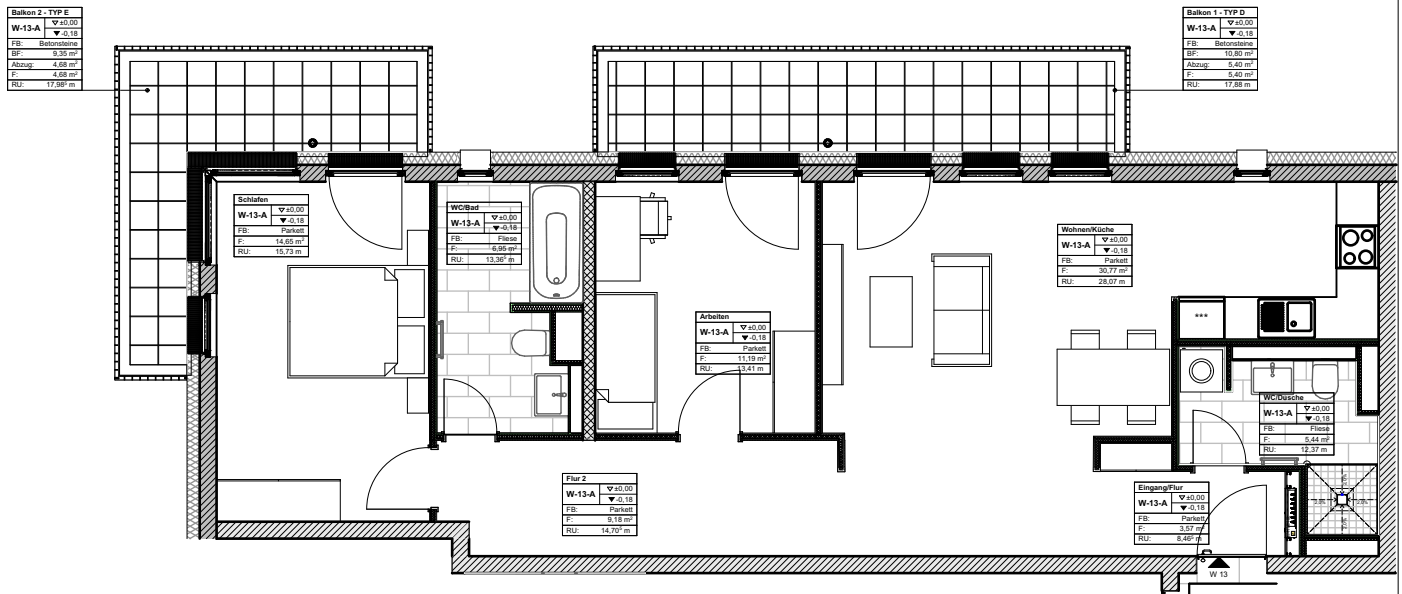 Balkon 2 - TYP E
W-13-A ▽±0,00
▼-0,18
FB: Betonsteine
BF: 9,35 m²
Abzug: 4,68 m²
F: 4,68 m²
RU: 17,98⁵ m
Balkon 1 - TYP D
W-13-A ▽±0,00
▼-0,18
FB: Betonsteine
BF: 10,80 m²
Abzug: 5,40 m²
F: 5,40 m²
RU: 17,88 m
Schlafen
W-13-A ▽±0,00
▼-0,18
FB: Parkett
F: 14,65 m²
RU: 15,73 m
WC/Bad
W-13-A ▽±0,00
▼-0,18
FB: Fliese
F: 6,95 m²
RU: 13,36⁵ m
Arbeiten
W-13-A ▽±0,00
▼-0,18
FB: Parkett
F: 11,19 m²
RU: 13,41 m
Wohnen/Küche
W-13-A ▽±0,00
▼-0,18
FB: Parkett
F: 30,77 m²
RU: 28,07 m
***
WC/Dusche
W-13-A ▽±0,00
▼-0,18
FB: Fliese
F: 5,44 m²
RU: 12,37 m
Flur 2
W-13-A ▽±0,00
▼-0,18
FB: Parkett
F: 9,18 m²
RU: 14,70⁵ m
Eingang/Flur
W-13-A ▽±0,00
▼-0,18
FB: Parkett
F: 3,57 m²
RU: 8,46⁵ m
W 13